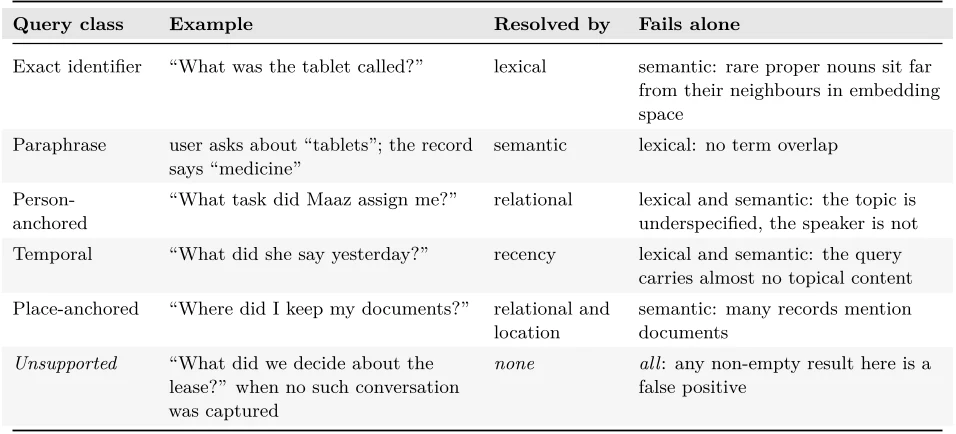 Query class Example Resolved by Fails alone
Exact identifier “What was the tablet called?” lexical semantic: rare proper nouns sit far
from their neighbours in embedding
space
Paraphrase user asks about “tablets”; the record semantic lexical: no term overlap
says “medicine”
Person- “What task did Maaz assign me?” relational lexical and semantic: the topic is
anchored underspecified, the speaker is not
Temporal “What did she say yesterday?” recency lexical and semantic: the query
carries almost no topical content
Place-anchored “Where did I keep my documents?” relational and semantic: many records mention
location documents
Unsupported “What did we decide about the none all: any non-empty result here is a
lease?” when no such conversation false positive
was captured